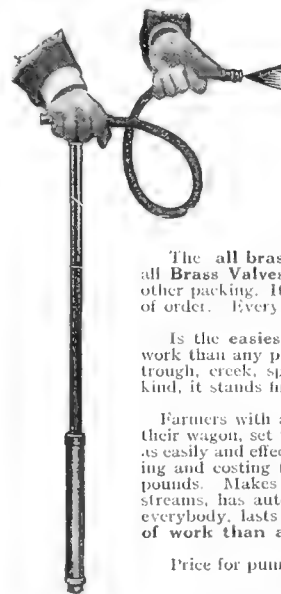 The all bras
all Brass Valves
other packing. It
of order. Every
Is the easies
work than any p
trough, creek, sp
kind, it stands fi
Farmers with a
their wagon, set
as easily and effec
ing and costing
pounds. Makes
streams, has aut
everybody, lasts
of work than a
Price for pum